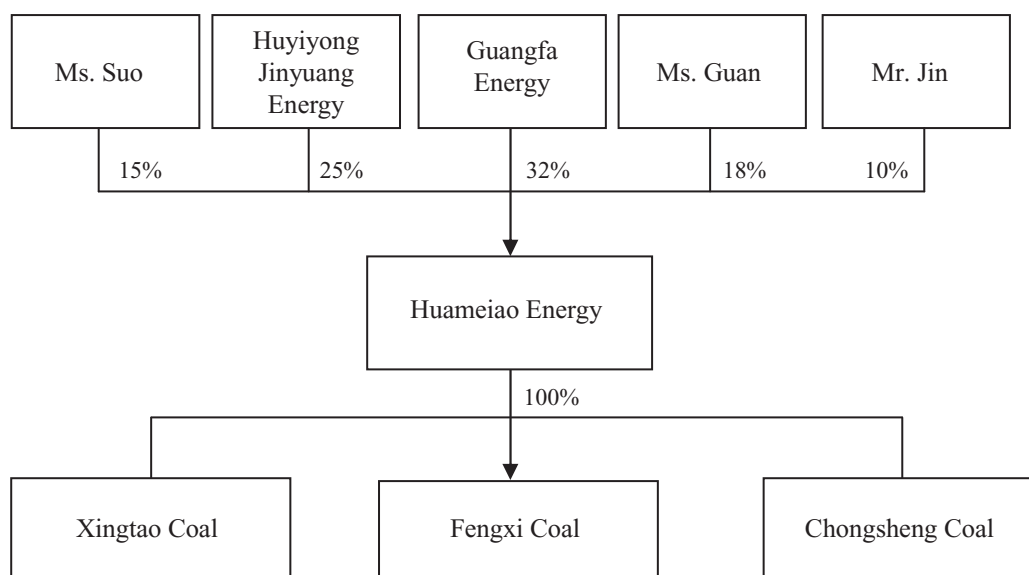 Ms. Suo
Huyiyong
Jinyuang
Energy
Guangfa
Energy
Ms. Guan
Mr. Jin
15%
25%
32%
18%
10%
Huameiao Energy
100%
Xingtao Coal
Fengxi Coal
Chongsheng Coal